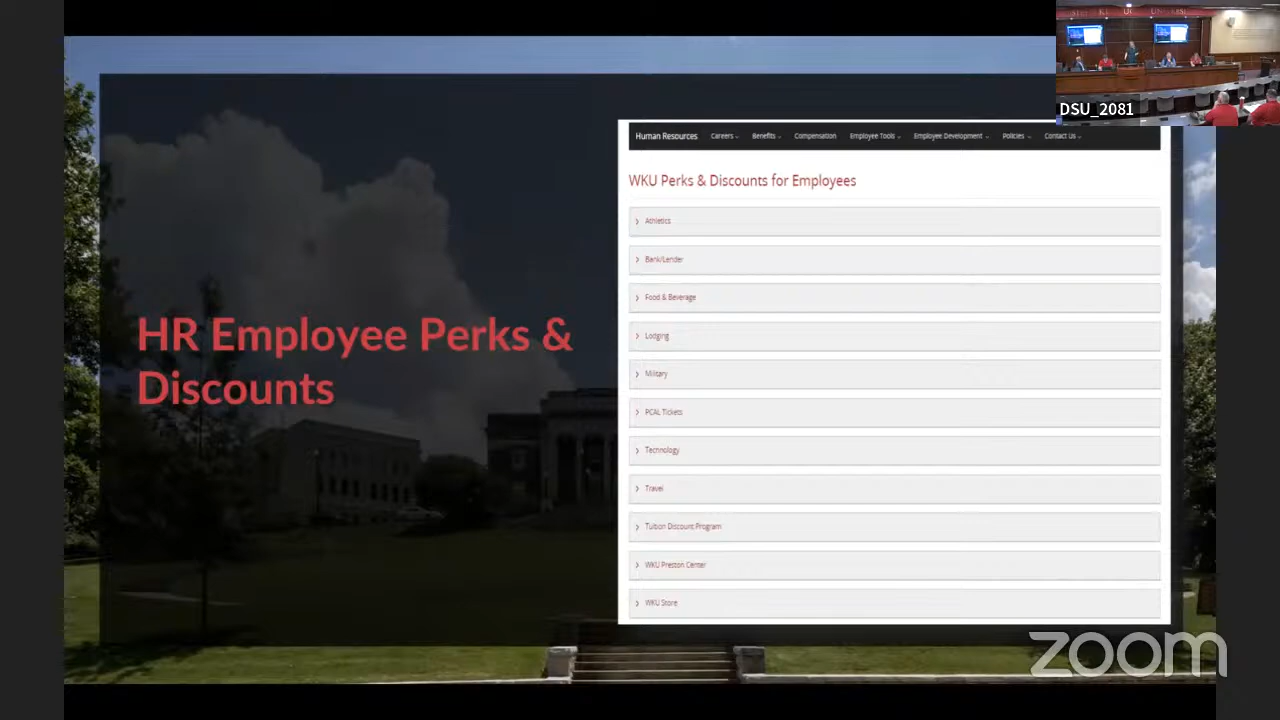 DSU_2081
Human Resources Careers Benefits Compensation Employee Tools Employee Development Policies Contact Us
WKU Perks & Discounts for Employees
Athletics
Bank/Lender
Food & Beverage
Lodging
Military
PCAL Tickets
Technology
Travel
Tuition Discount Program
WKU Preston Center
WKU Store
HR Employee Perks &
Discounts
zoom